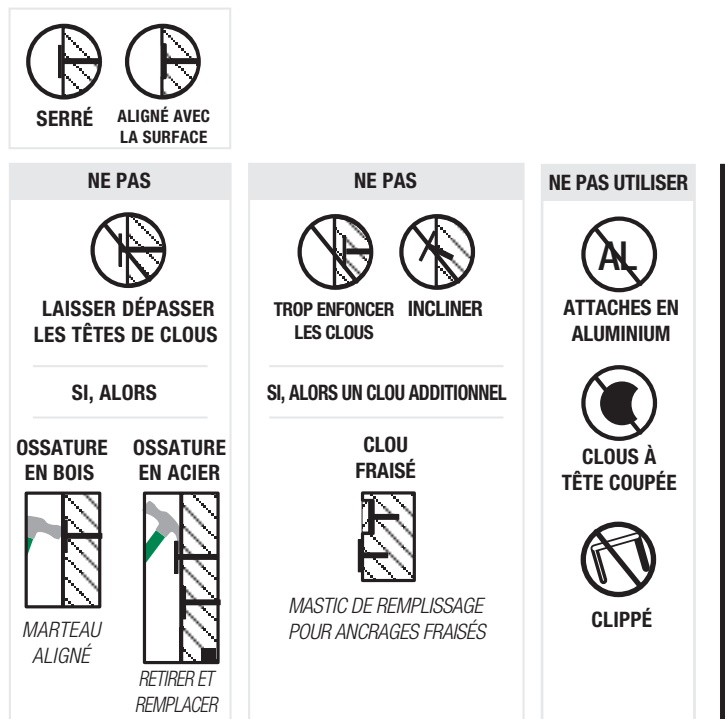 SERRÉ
ALIGNÉ AVEC
LA SURFACE
NE PAS
LAISSER DÉPASSER
LES TÊTES DE CLOUS
SI, ALORS
OSSATURE
EN BOIS
MARTEAU
ALIGNÉ
OSSATURE
EN ACIER
RETIRER ET
REMPLACER
NE PAS
TROP ENFONCER
LES CLOUS
INCLINER
SI, ALORS UN CLOU ADDITIONNEL
CLOU
FRAISÉ
MASTIC DE REMPLISSAGE
POUR ANCRAGES FRAISÉS
NE PAS UTILISER
AL
ATTACHES EN
ALUMINIUM
CLOUS À
TÊTE COUPÉE
CLIPPÉ